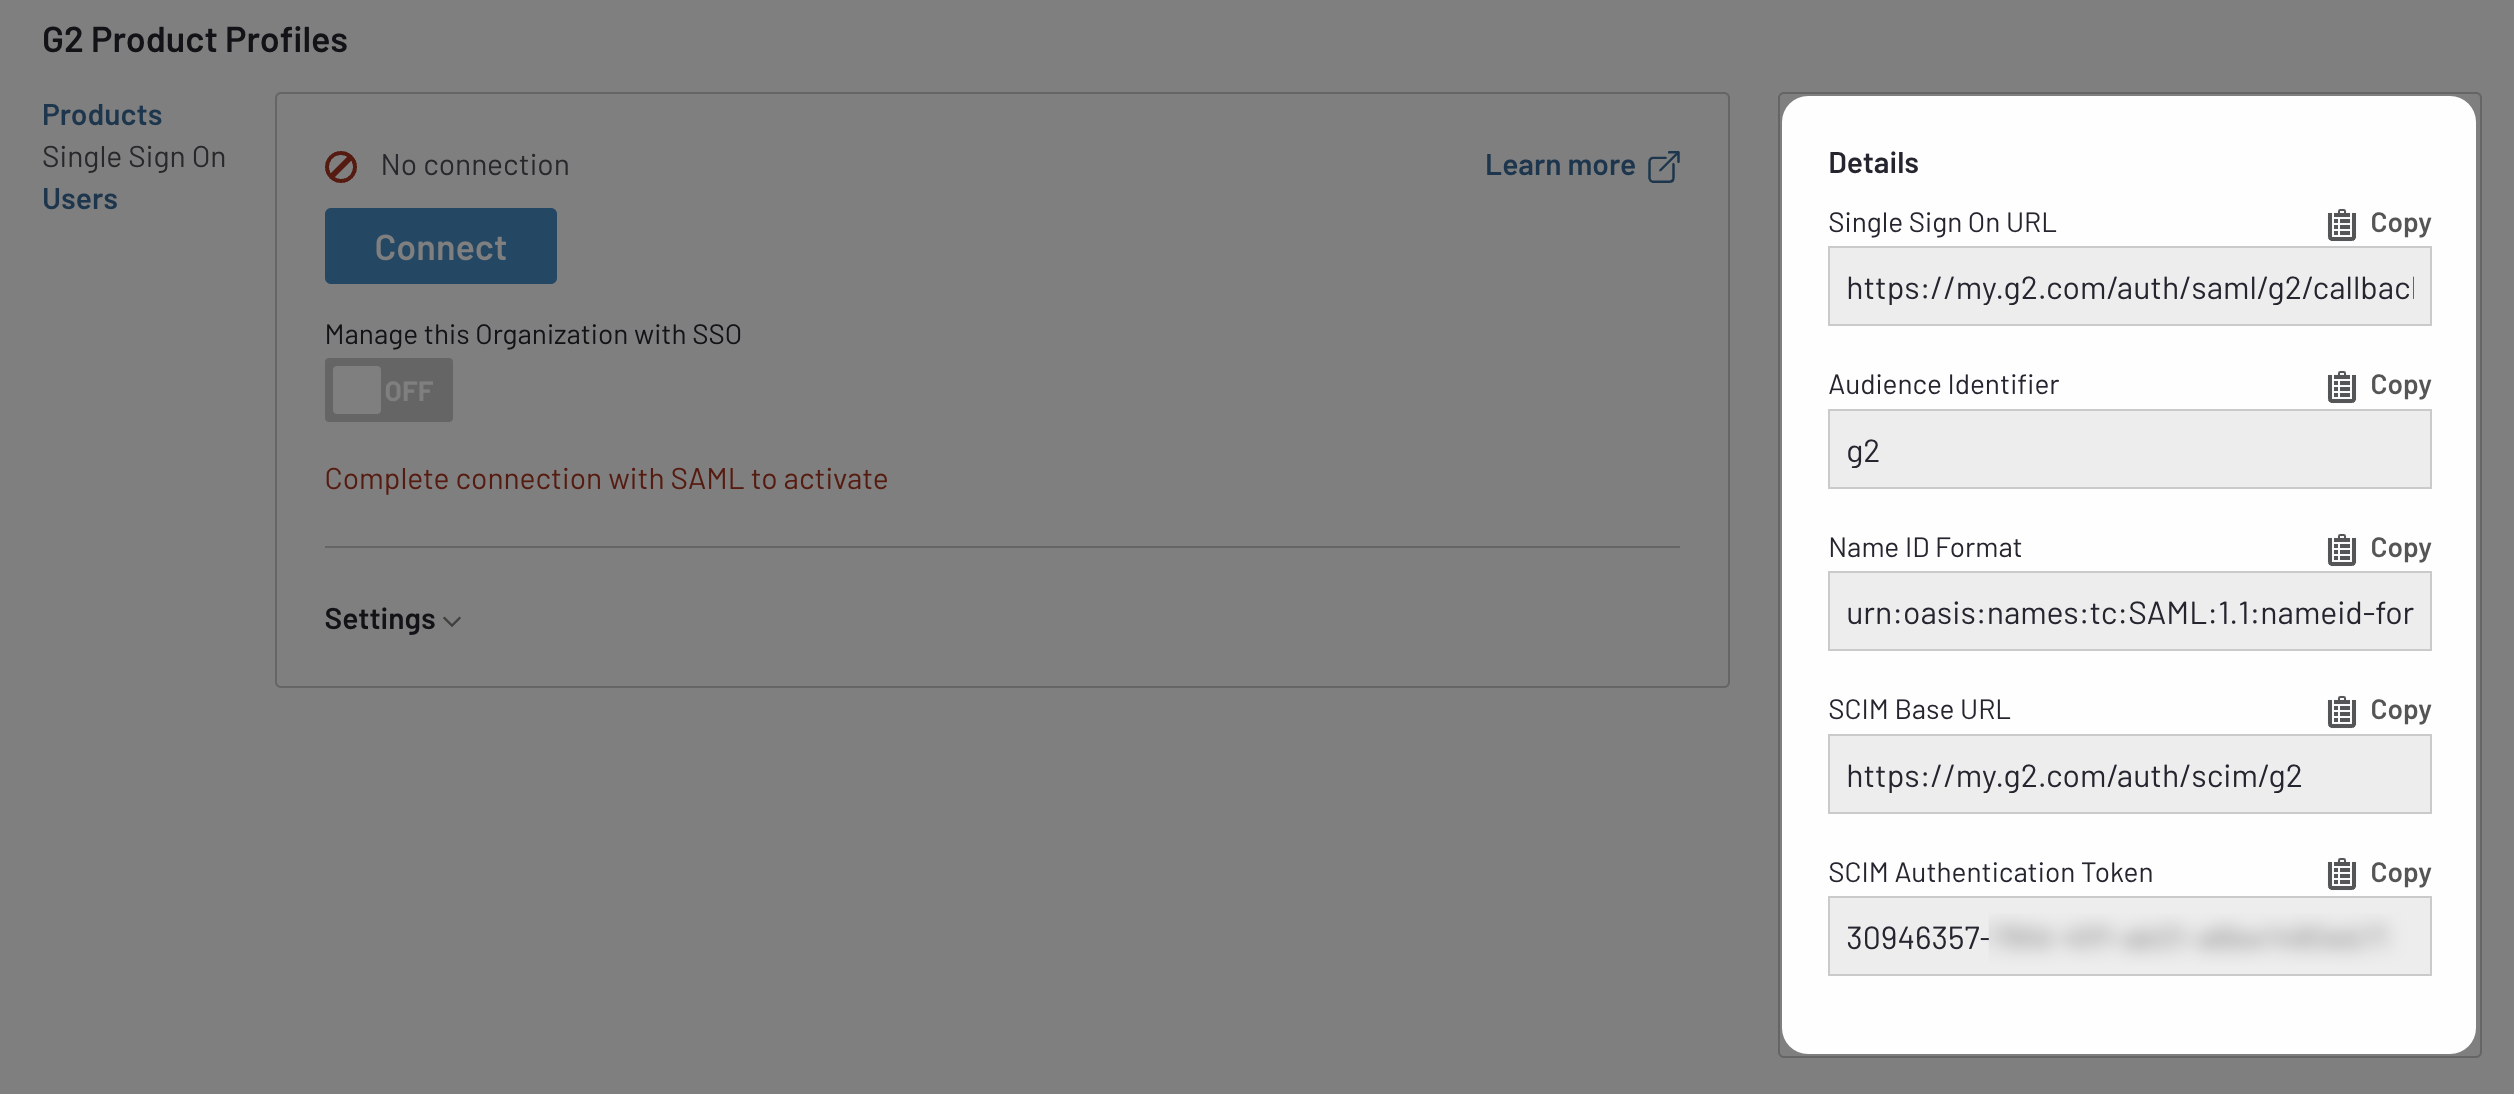 G2 Product Profiles
Products
Single Sign On
Users
No connection
Learn more
Connect
Manage this Organization with SSO
OFF
Complete connection with SAML to activate
Settings
Details
Single Sign On URL
Copy
https://my.g2.com/auth/saml/g2/callbac
Audience Identifier
Copy
g2
Name ID Format
Copy
urn:oasis:names:tc:SAML:1.1:nameid-for
SCIM Base URL
Copy
https://my.g2.com/auth/scim/g2
SCIM Authentication Token
Copy
30946357-